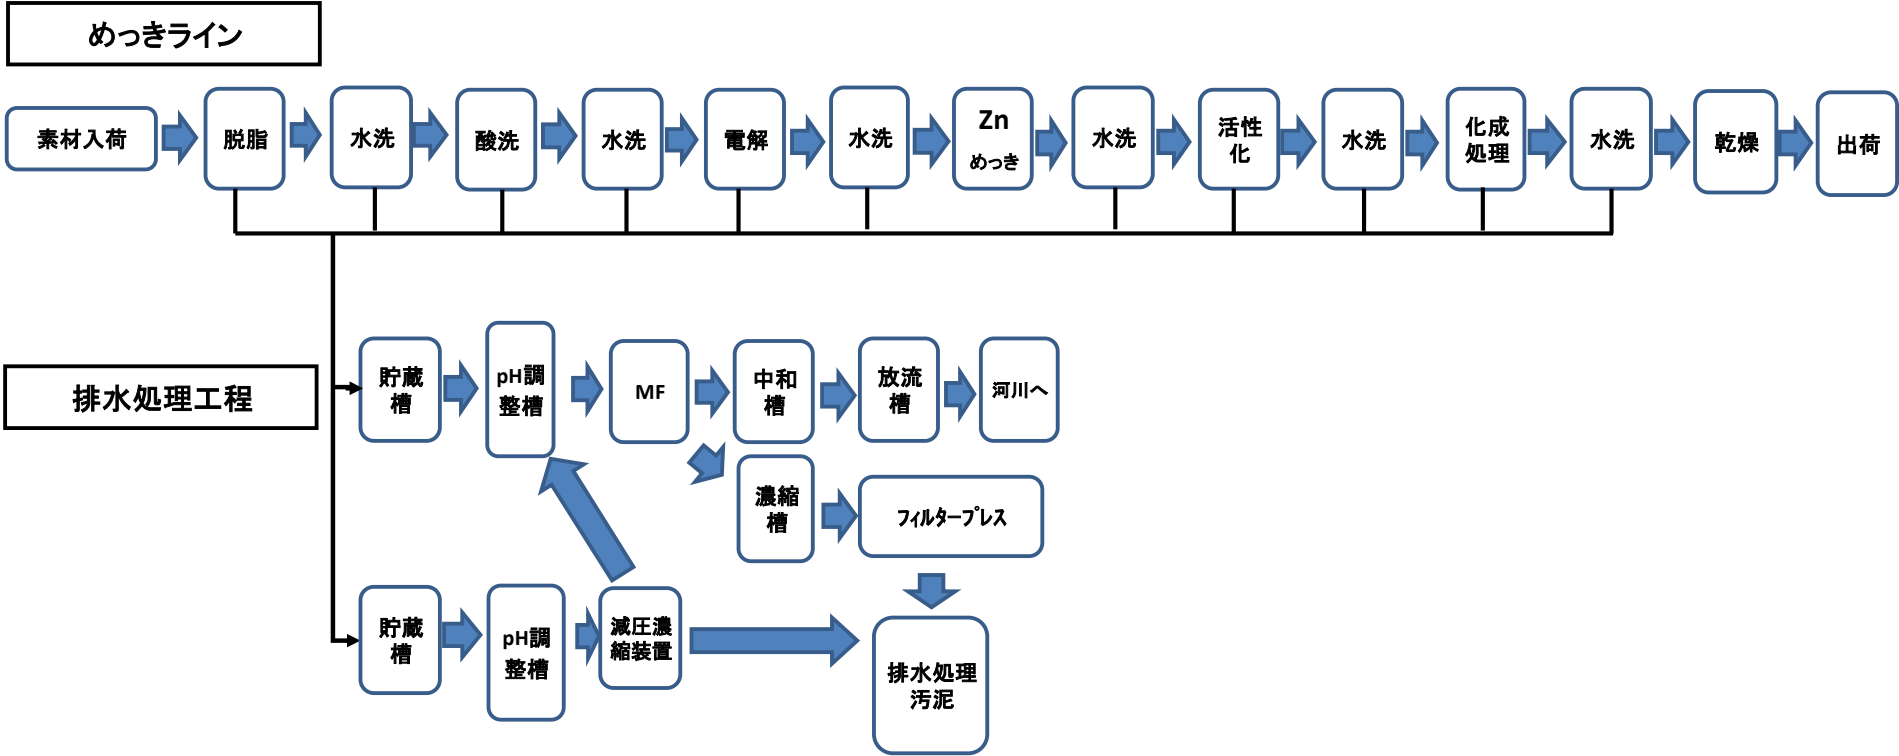 めっきライン
素材入荷
脱脂
水洗
酸洗
水洗
電解
水洗
Zn
めっき
水洗
活性
化
水洗
化成
処理
水洗
乾燥
出荷
排水処理工程
貯蔵
槽
pH調
整槽
MF
中和
槽
放流
槽
河川へ
濃縮
槽
フィルタープレス
貯蔵
槽
pH調
整槽
減圧濃
縮装置
排水処理
汚泥